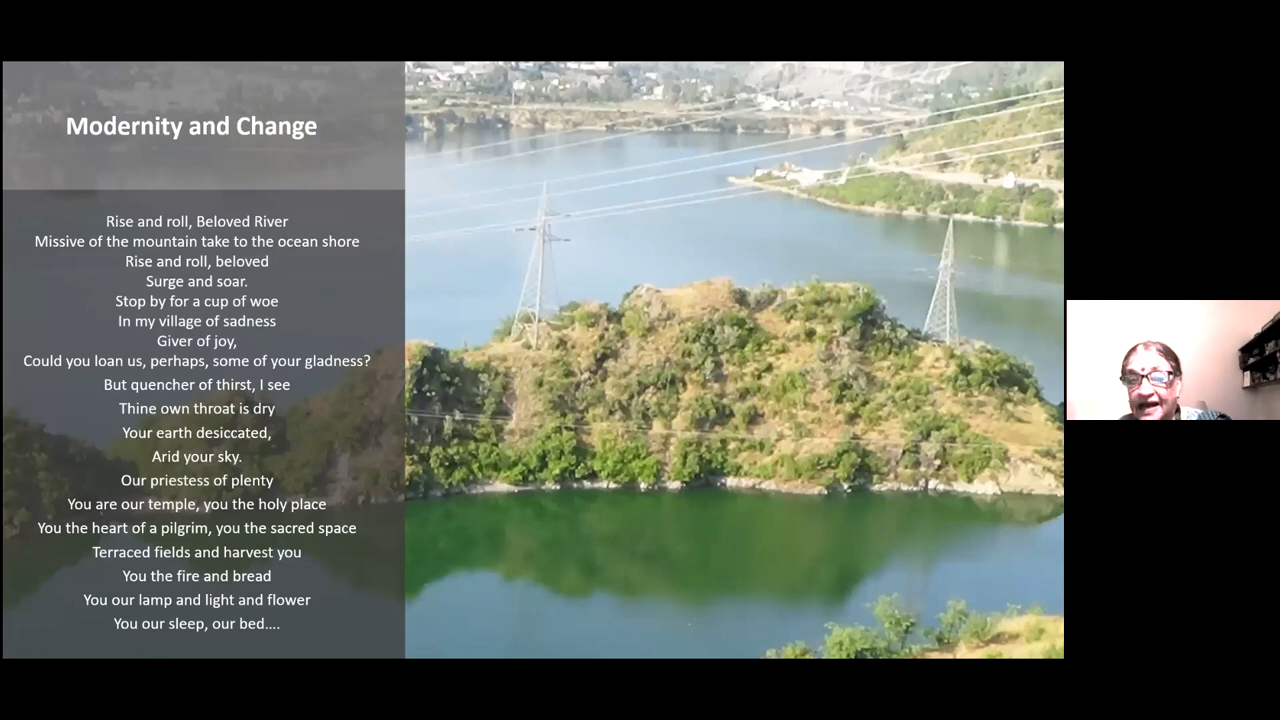 Modernity and Change
Rise and roll, Beloved River
Missive of the mountain take to the ocean shore
Rise and roll, beloved
Surge and soar.
Stop by for a cup of woe
In my village of sadness
Giver of joy,
Could you loan us, perhaps, some of your gladness?
But quencher of thirst, I see
Thine own throat is dry
Your earth desiccated,
Arid your sky.
Our priestess of plenty
You are our temple, you the holy place
You the heart of a pilgrim, you the sacred space
Terraced fields and harvest you
You the fire and bread
You our lamp and light and flower
You our sleep, our bed....